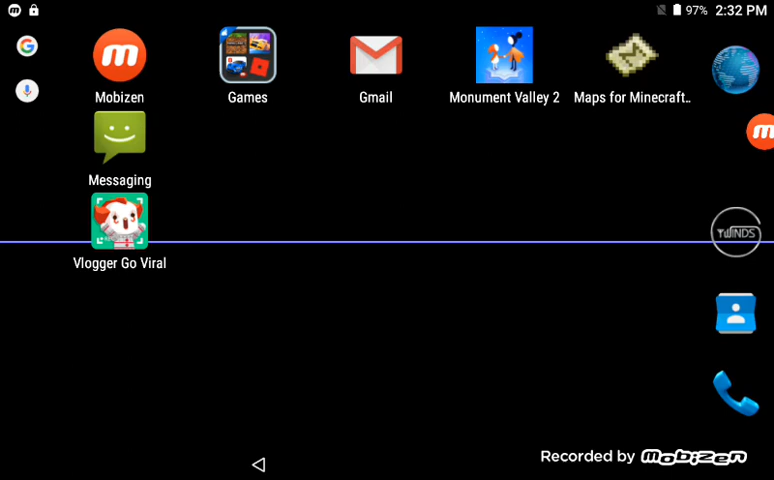 97% 2:32 PM
Mobizen
Games
Gmail
Monument Valley 2
Maps for Minecraft..
Messaging
TWINDS
Vlogger Go Viral
Recorded by Mobizen